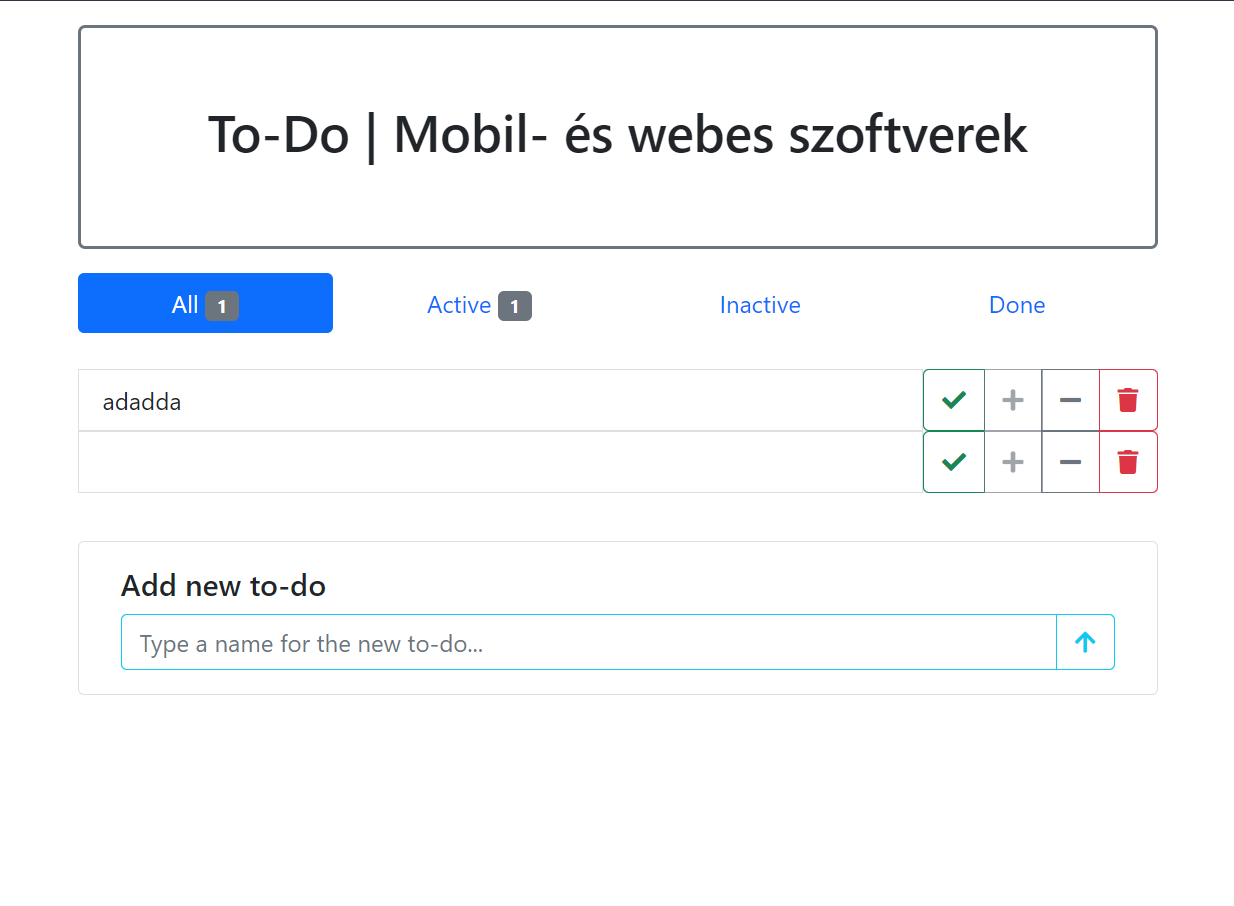 To-Do | Mobil- és webes szoftverek
All 1 Active 1 Inactive Done
adadda
Add new to-do
Type a name for the new to-do...